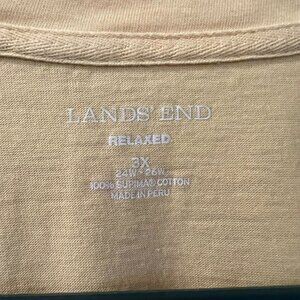 LANDS' END
RELAXED
3X
24W - 26W
100% SUPIMA® COTTON
MADE IN PERU